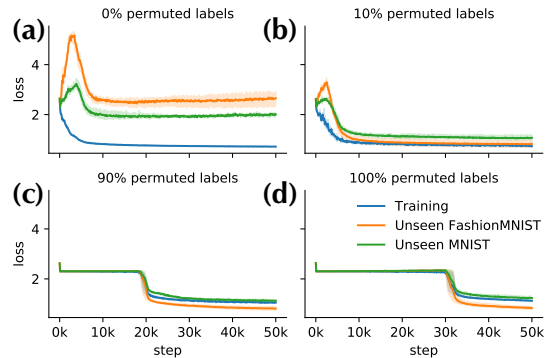 (a)
0% permuted labels
(b)
10% permuted labels
loss
4
2
(c)
90% permuted labels
(d)
100% permuted labels
Training
Unseen FashionMNIST
Unseen MNIST
loss
4
2
0k 10k 20k 30k 40k 50k
0k 10k 20k 30k 40k 50k
step
step